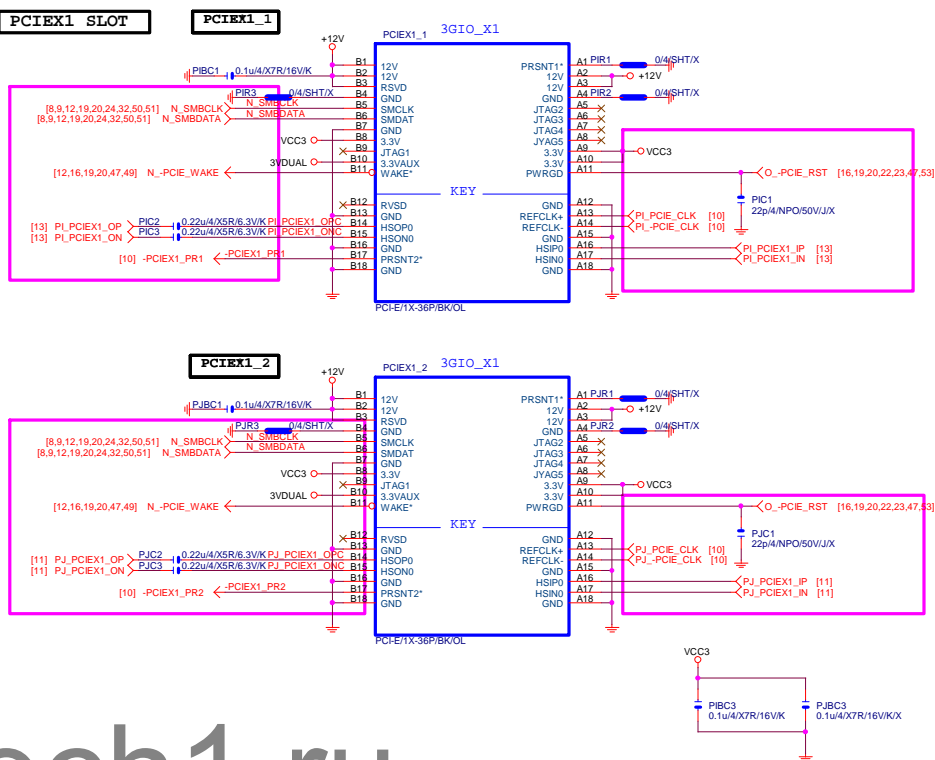 PCIEX1 SLOT
PCIEX1_1
PCIEX1_1
3GIO_X1
+12V
PIBC1 0.1u/4/X7R/16V/K
PIR3 0/4/SHT/X
[8,9,12,19,20,24,32,50,51] N_SMBCLK N_SMBCLK
[8,9,12,19,20,24,32,50,51] N_SMBDATA N_SMBDATA
VCC3
3VDUAL
[12,16,19,20,47,49] N_-PCIE_WAKE
[13] PI_PCIEX1_OP PIC2 0.22u/4/X5R/6.3V/K PI_PCIEX1_OPC
[13] PI_PCIEX1_ON PIC3 0.22u/4/X5R/6.3V/K PI_PCIEX1_ONC
[10] -PCIEX1_PR1 -PCIEX1_PR1
B1 12V
B2 12V
B3 RSVD
B4 GND
B5 SMCLK
B6 SMDAT
B7 GND
B8 3.3V
B9 JTAG1
B10 3.3VAUX
B11 WAKE*
KEY
B12 RVSD
B13 GND
B14 HSOP0
B15 HSON0
B16 GND
B17 PRSNT2*
B18 GND
PRSNT1* A1 PIR1 0/4/SHT/X
12V A2 +12V
12V A3
GND A4 PIR2 0/4/SHT/X
JTAG2 A5
JTAG3 A6
JTAG4 A7
JYAG5 A8
3.3V A9 VCC3
3.3V A10
PWRGD A11 O_-PCIE_RST [16,19,20,22,23,47,53]
PIC1
22p/4/NPO/50V/J/X
GND A12
REFCLK+ A13 PI_PCIE_CLK [10]
REFCLK- A14 PI_-PCIE_CLK [10]
GND A15
HSIP0 A16 PI_PCIEX1_IP [13]
HSIN0 A17 PI_PCIEX1_IN [13]
GND A18
PCI-E/1X-36P/BK/OL
PCIEX1_2
PCIEX1_2
3GIO_X1
+12V
PJBC1 0.1u/4/X7R/16V/K
PJR3 0/4/SHT/X
[8,9,12,19,20,24,32,50,51] N_SMBCLK N_SMBCLK
[8,9,12,19,20,24,32,50,51] N_SMBDATA N_SMBDATA
VCC3
3VDUAL
[12,16,19,20,47,49] N_-PCIE_WAKE
[11] PJ_PCIEX1_OP PJC2 0.22u/4/X5R/6.3V/K PJ_PCIEX1_OPC
[11] PJ_PCIEX1_ON PJC3 0.22u/4/X5R/6.3V/K PJ_PCIEX1_ONC
[10] -PCIEX1_PR2 -PCIEX1_PR2
B1 12V
B2 12V
B3 RSVD
B4 GND
B5 SMCLK
B6 SMDAT
B7 GND
B8 3.3V
B9 JTAG1
B10 3.3VAUX
B11 WAKE*
KEY
B12 RVSD
B13 GND
B14 HSOP0
B15 HSON0
B16 GND
B17 PRSNT2*
B18 GND
PRSNT1* A1 PJR1 0/4/SHT/X
12V A2 +12V
12V A3
GND A4 PJR2 0/4/SHT/X
JTAG2 A5
JTAG3 A6
JTAG4 A7
JYAG5 A8
3.3V A9 VCC3
3.3V A10
PWRGD A11 O_-PCIE_RST [16,19,20,22,23,47,53]
PJC1
22p/4/NPO/50V/J/X
GND A12
REFCLK+ A13 PJ_PCIE_CLK [10]
REFCLK- A14 PJ_-PCIE_CLK [10]
GND A15
HSIP0 A16 PJ_PCIEX1_IP [11]
HSIN0 A17 PJ_PCIEX1_IN [11]
GND A18
PCI-E/1X-36P/BK/OL
VCC3
PIBC3
0.1u/4/X7R/16V/K
PJBC3
0.1u/4/X7R/16V/K/X